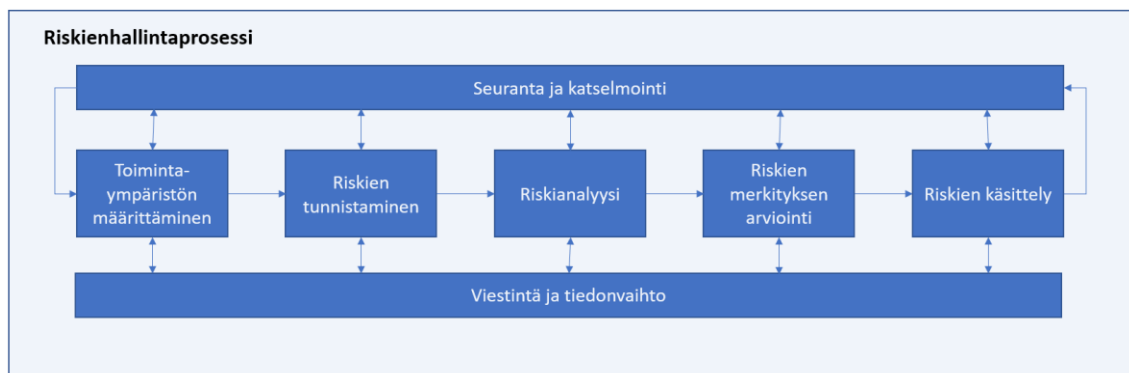 Riskienhallintaprosessi
Seuranta ja katselmointi
Toiminta-
ympäristön
määrittäminen
Riskien
tunnistaminen
Riskianalyysi
Riskien
merkityksen
arviointi
Riskien käsittely
Viestintä ja tiedonvaihto